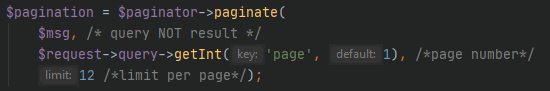 $pagination = $paginator->paginate(
$msg, /* query NOT result */
$request->query->getInt( key: 'page', default: 1), /*page number*/
limit: 12 /*limit per page*/);